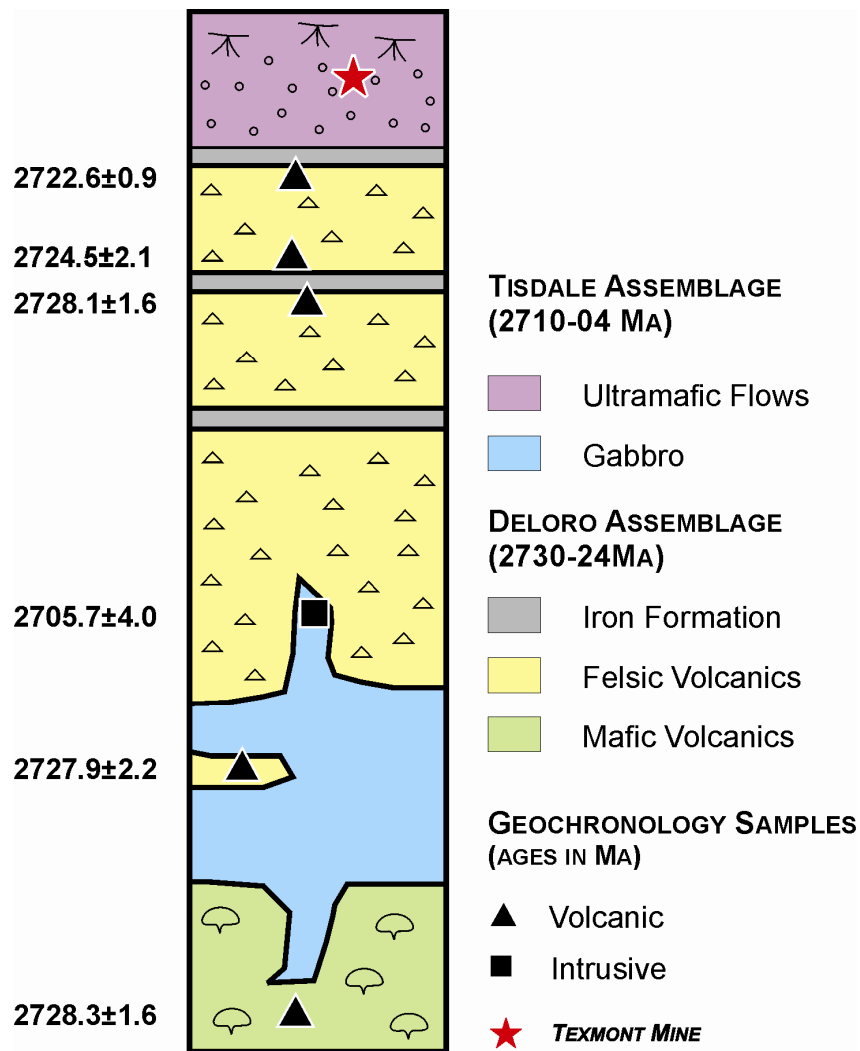 2722.6±0.9
2724.5±2.1
2728.1±1.6
2705.7±4.0
2727.9±2.2
2728.3±1.6
TISDALE ASSEMBLAGE
(2710-04 MA)
Ultramafic Flows
Gabbro
DELORO ASSEMBLAGE
(2730-24MA)
Iron Formation
Felsic Volcanics
Mafic Volcanics
GEOCHRONOLOGY SAMPLES
(AGES IN MA)
Volcanic
Intrusive
TEXMONT MINE